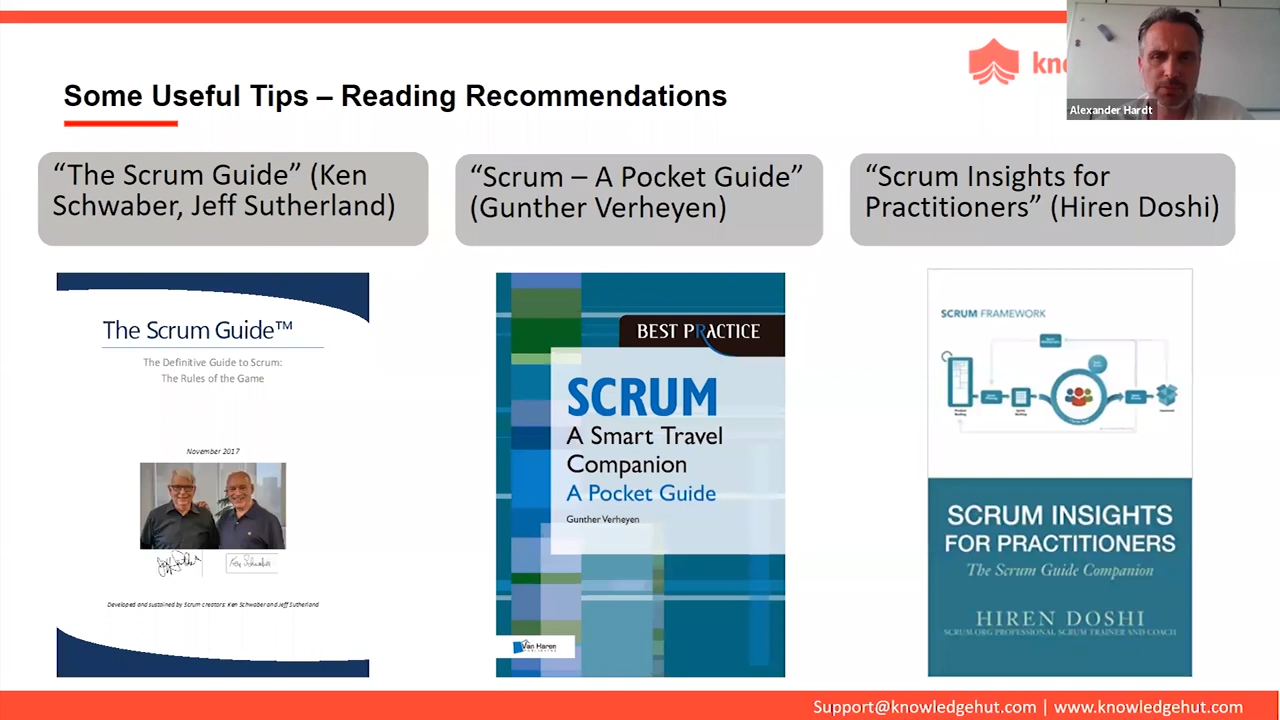 kno
Alexander Hardt
Some Useful Tips – Reading Recommendations
“The Scrum Guide” (Ken
Schwaber, Jeff Sutherland)
“Scrum – A Pocket Guide”
(Gunther Verheyen)
“Scrum Insights for
Practitioners” (Hiren Doshi)
The Scrum Guide™
The Definitive Guide to Scrum:
The Rules of the Game
November 2017
Developed and sustained by Scrum creators: Ken Schwaber and Jeff Sutherland
BEST PRACTICE
SCRUM
A Smart Travel
Companion
A Pocket Guide
Gunther Verheyen
Van Haren
SCRUM FRAMEWORK
SCRUM INSIGHTS
FOR PRACTITIONERS
The Scrum Guide Companion
HIREN DOSHI
SCRUM.ORG PROFESSIONAL SCRUM TRAINER AND COACH
Support@knowledgehut.com | www.knowledgehut.com